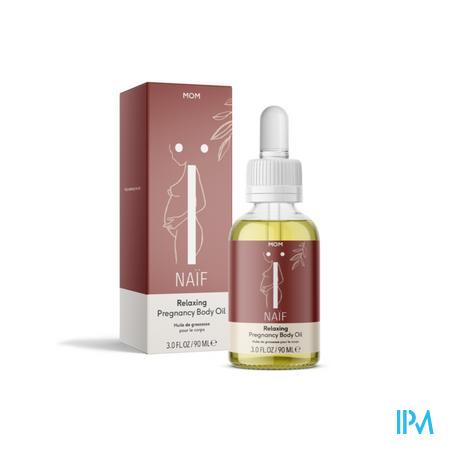 MOM
NAÏF
Relaxing
Pregnancy Body Oil
Huile de grossesse
pour le corps
3.0 FL OZ / 90 ML ℮
MOM
NAÏF
Relaxing
Pregnancy Body Oil
Huile de grossesse pour le corps
3.0 FL OZ / 90 ML ℮
IPM